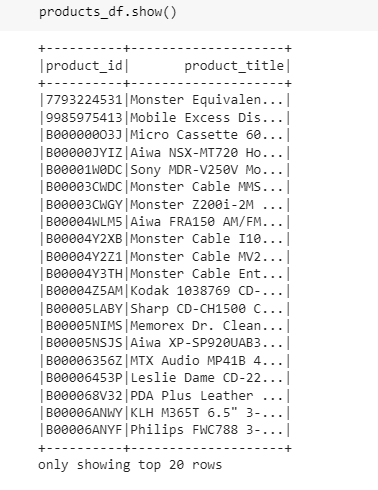 products_df.show()
+----------+--------------------+
|product_id|       product_title|
+----------+--------------------+
|7793224531|Monster Equivalen...|
|9985975413|Mobile Excess Dis...|
|B00000003J|Micro Cassette 60...|
|B00000JYIZ|Aiwa NSX-MT720 Ho...|
|B00001W0DC|Sony MDR-V250V Mo...|
|B00003CWDC|Monster Cable MMS...|
|B00003CWGY|Monster Z200i-2M ...|
|B00004WLM5|Aiwa FRA150 AM/FM...|
|B00004Y2XB|Monster Cable I10...|
|B00004Y2Z1|Monster Cable MV2...|
|B00004Y3TH|Monster Cable Ent...|
|B00004Z5AM|Kodak 1038769 CD-...|
|B00005LABY|Sharp CD-CH1500 C...|
|B00005NIMS|Memorex Dr. Clean...|
|B00005NSJS|Aiwa XP-SP920UAB3...|
|B00006356Z|MTX Audio MP41B 4...|
|B00006453P|Leslie Dame CD-22...|
|B000068V32|PDA Plus Leather ...|
|B00006ANWY|KLH M365T 6.5" 3-...|
|B00006ANYF|Philips FWC788 3-...|
+----------+--------------------+
only showing top 20 rows